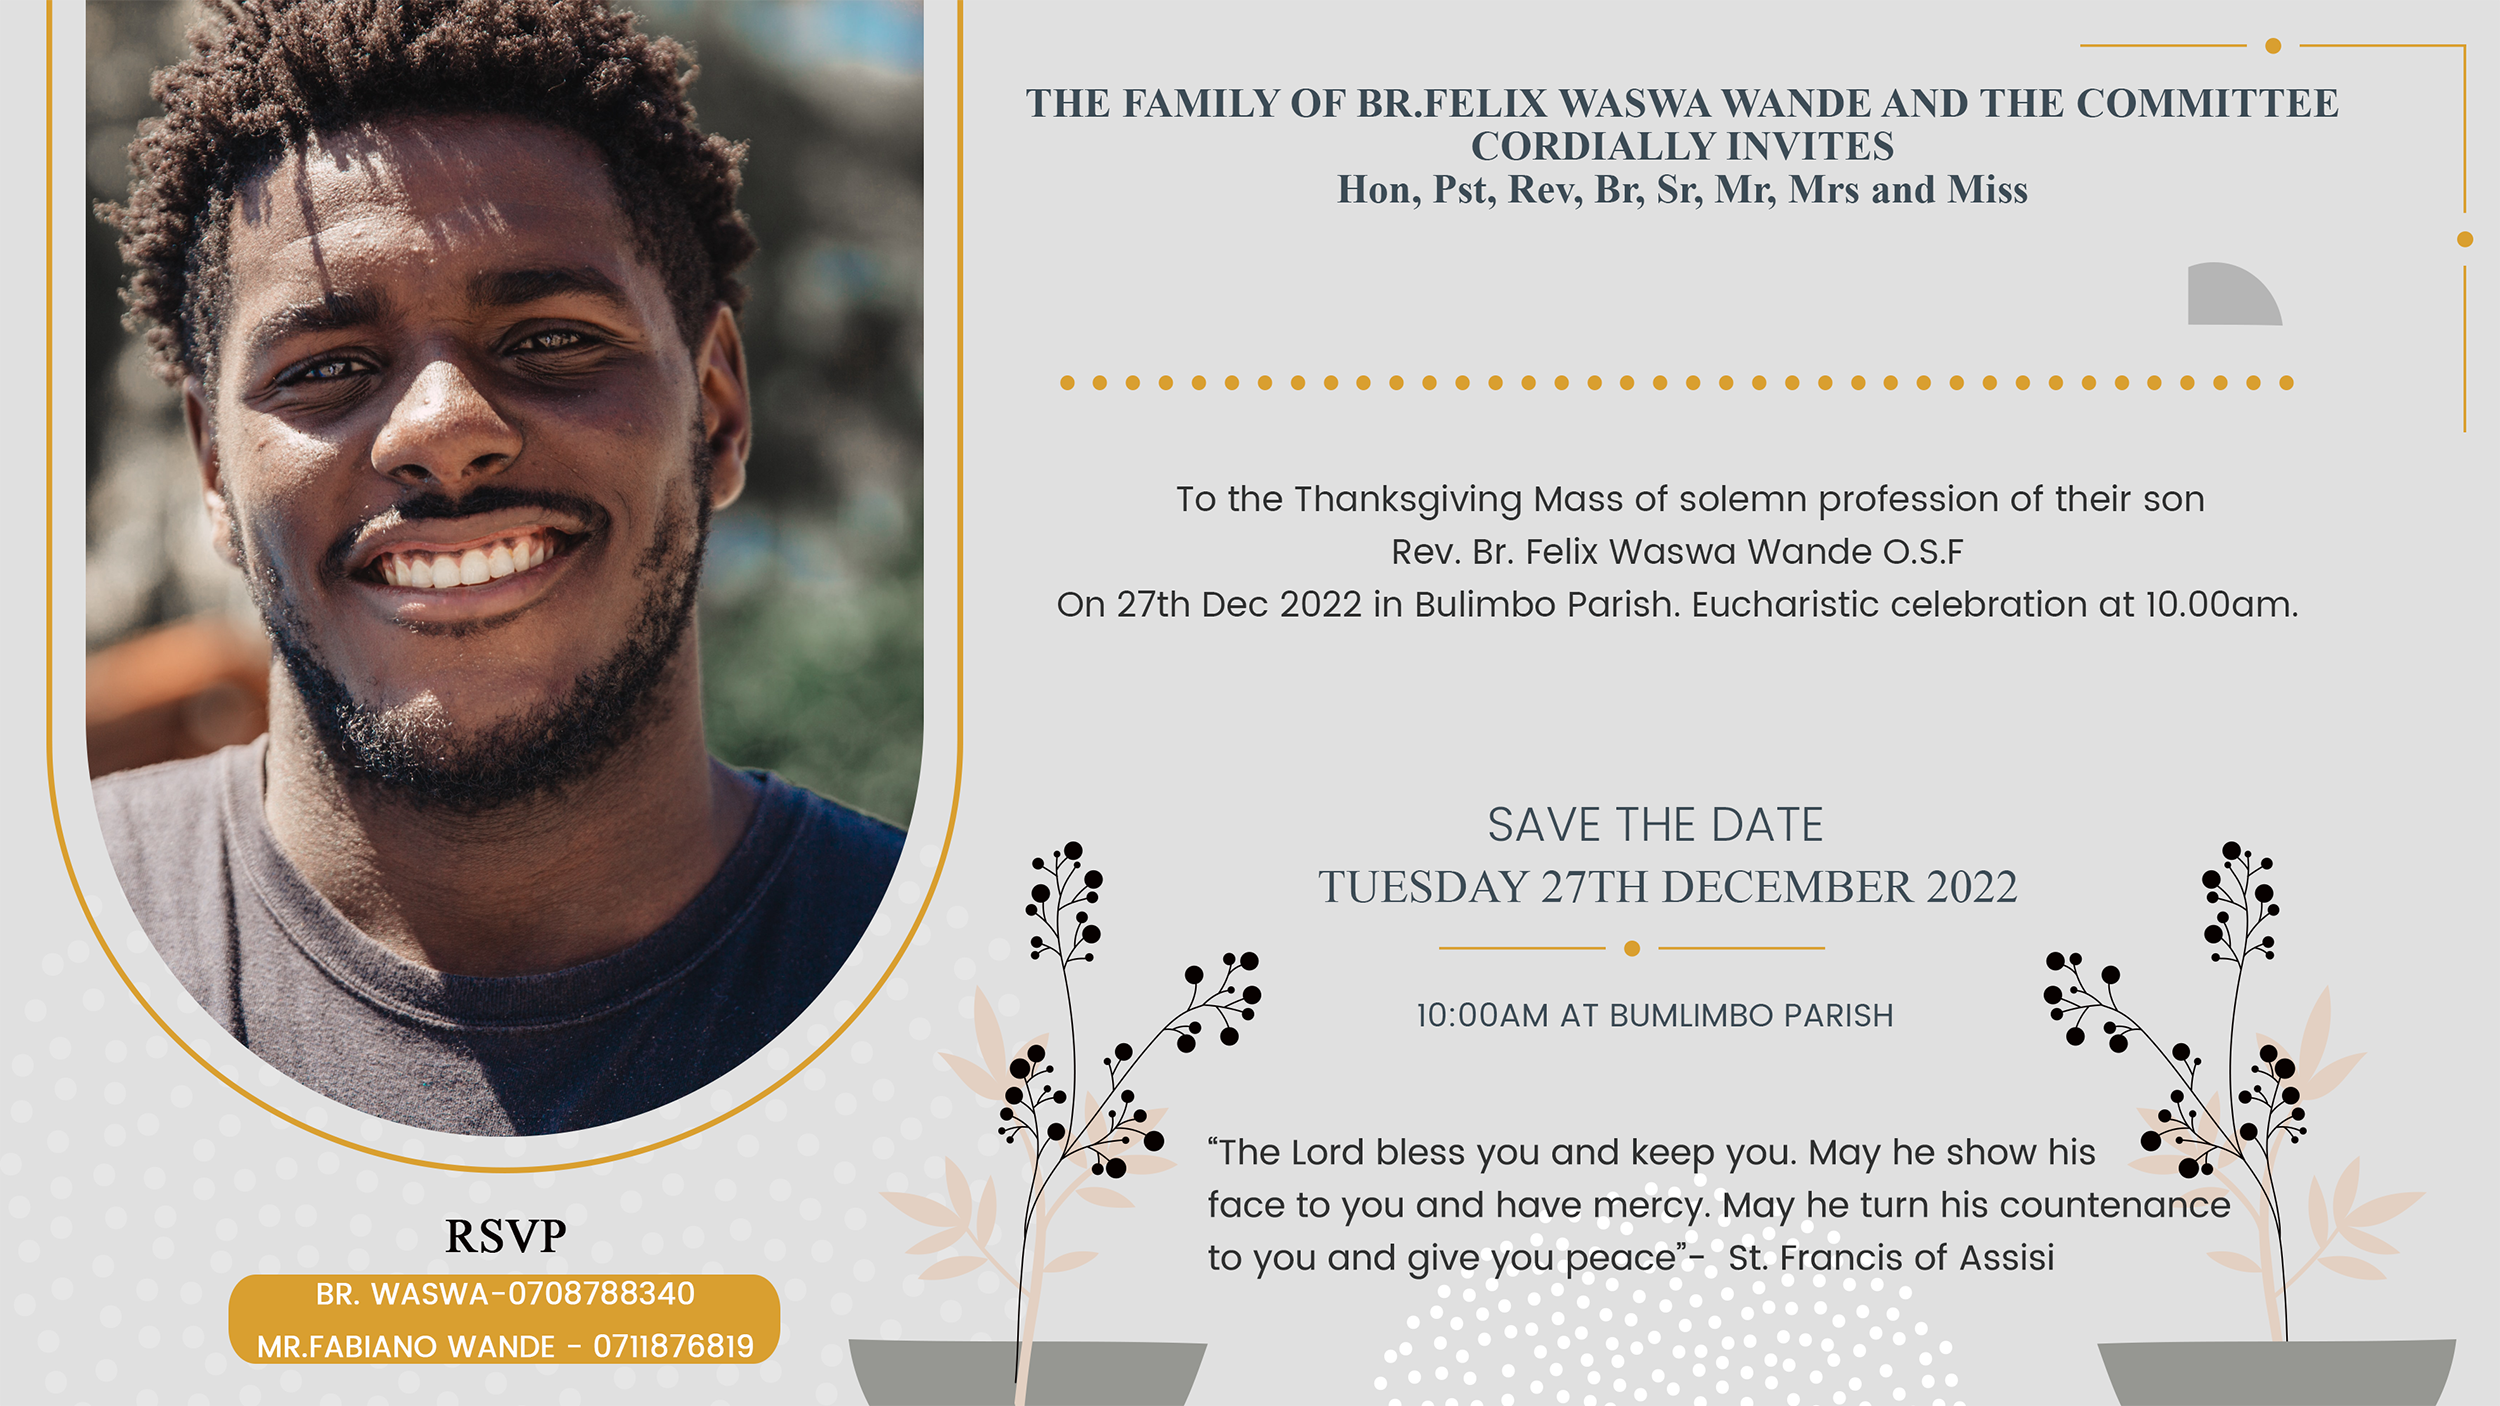 THE FAMILY OF BR.FELIX WASWA WANDE AND THE COMMITTEE
CORDIALLY INVITES
Hon, Pst, Rev, Br, Sr, Mr, Mrs and Miss
To the Thanksgiving Mass of solemn profession of their son
Rev. Br. Felix Waswa Wande O.S.F
On 27th Dec 2022 in Bulimbo Parish. Eucharistic celebration at 10.00am.
SAVE THE DATE
TUESDAY 27TH DECEMBER 2022
10:00AM AT BUMLIMBO PARISH
“The Lord bless you and keep you. May he show his
face to you and have mercy. May he turn his countenance
to you and give you peace”- St. Francis of Assisi
RSVP
BR. WASWA-0708788340
MR.FABIANO WANDE - 0711876819